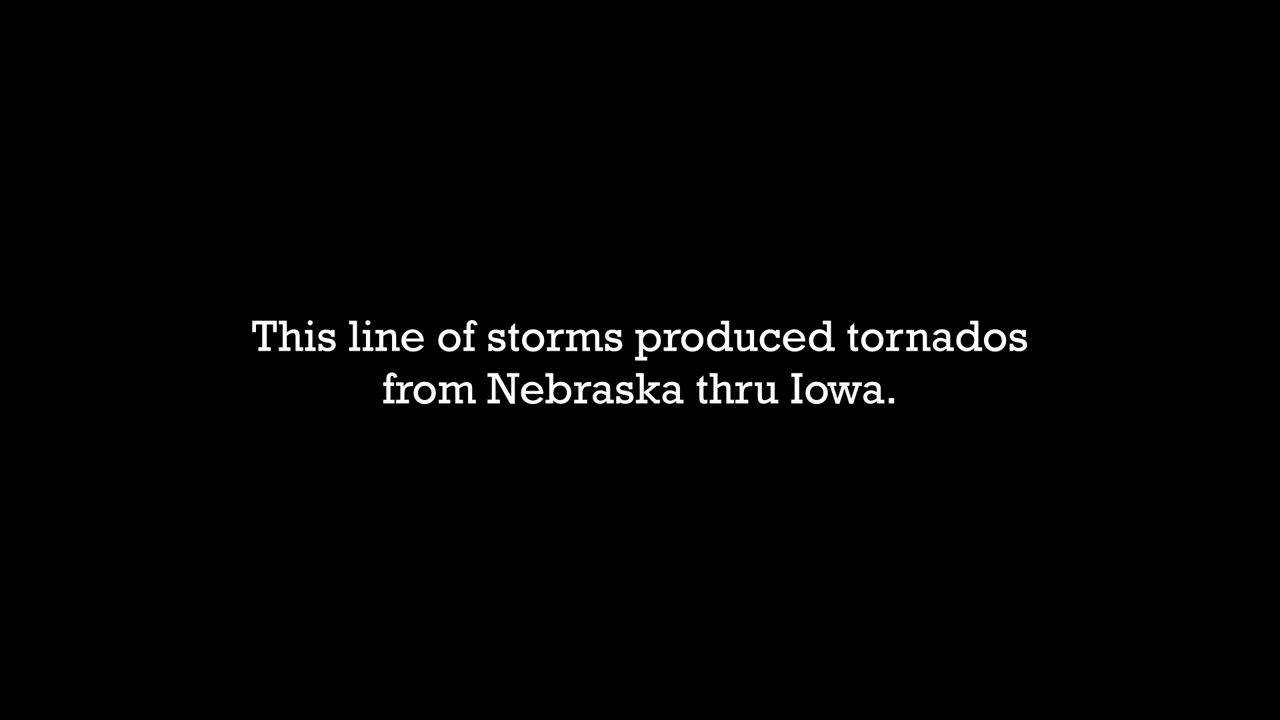 This line of storms produced tornados
from Nebraska thru Iowa.